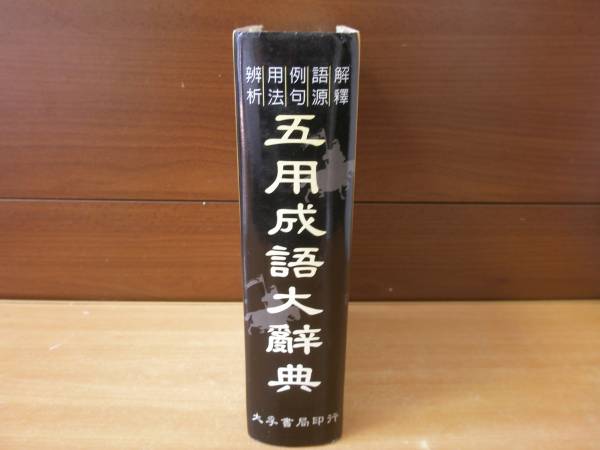 解釋
語源
例句
用法
辨析
五用成語大辭典
大孚書局印行